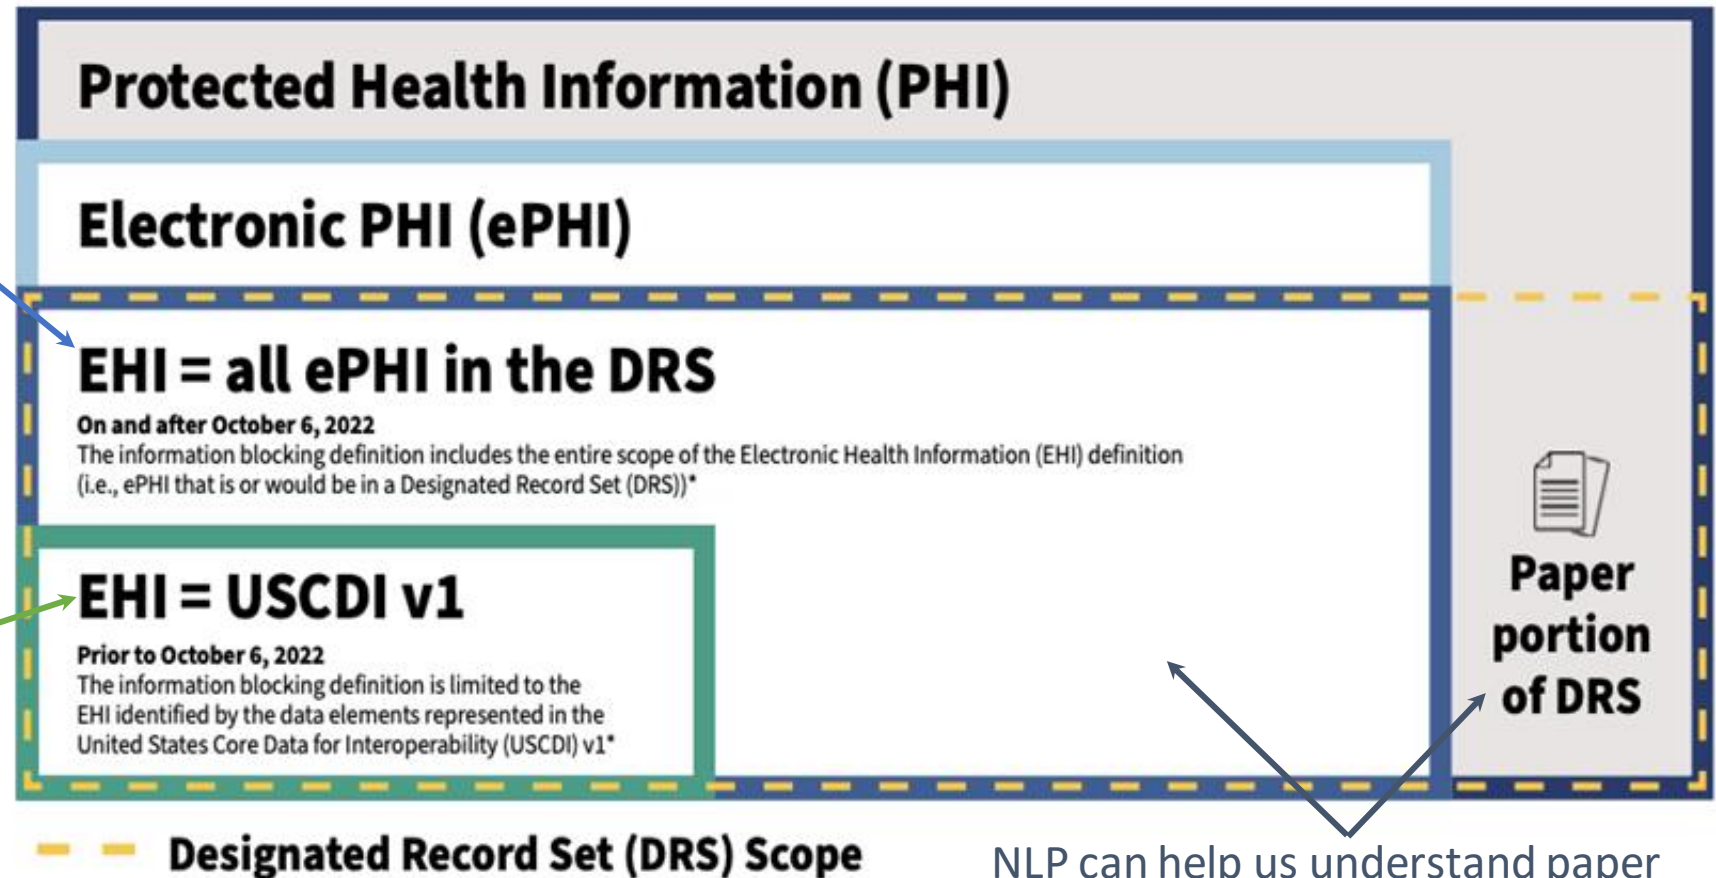 Protected Health Information (PHI)
Electronic PHI (ePHI)
EHI = all ePHI in the DRS
On and after October 6, 2022
The information blocking definition includes the entire scope of the Electronic Health Information (EHI) definition
(i.e., ePHI that is or would be in a Designated Record Set (DRS))*
EHI = USCDI v1
Prior to October 6, 2022
The information blocking definition is limited to the
EHI identified by the data elements represented in the
United States Core Data for Interoperability (USCDI) v1*
Paper
portion
of DRS
Designated Record Set (DRS) Scope
NLP can help us understand paper